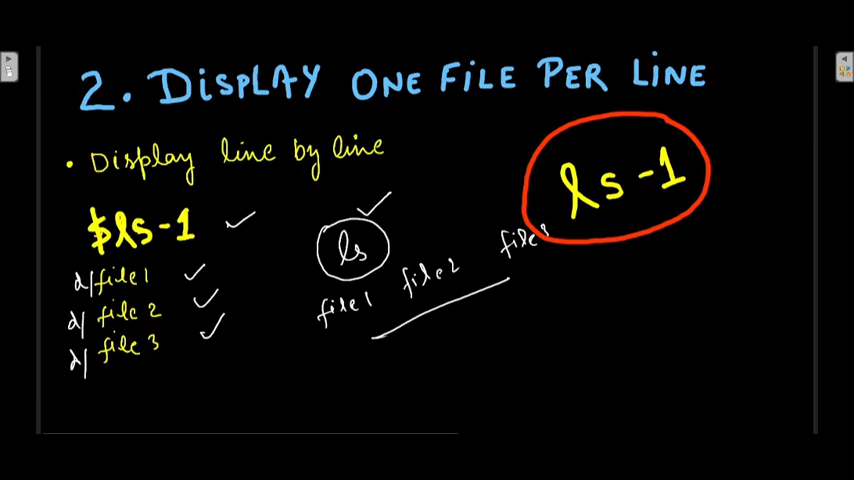 2. DISPLAY ONE FILE PER LINE
• Display line by line
ls -1
$ls-1
ls
d/file1
d/ file 2
d/ file 3
file1 file2 file3